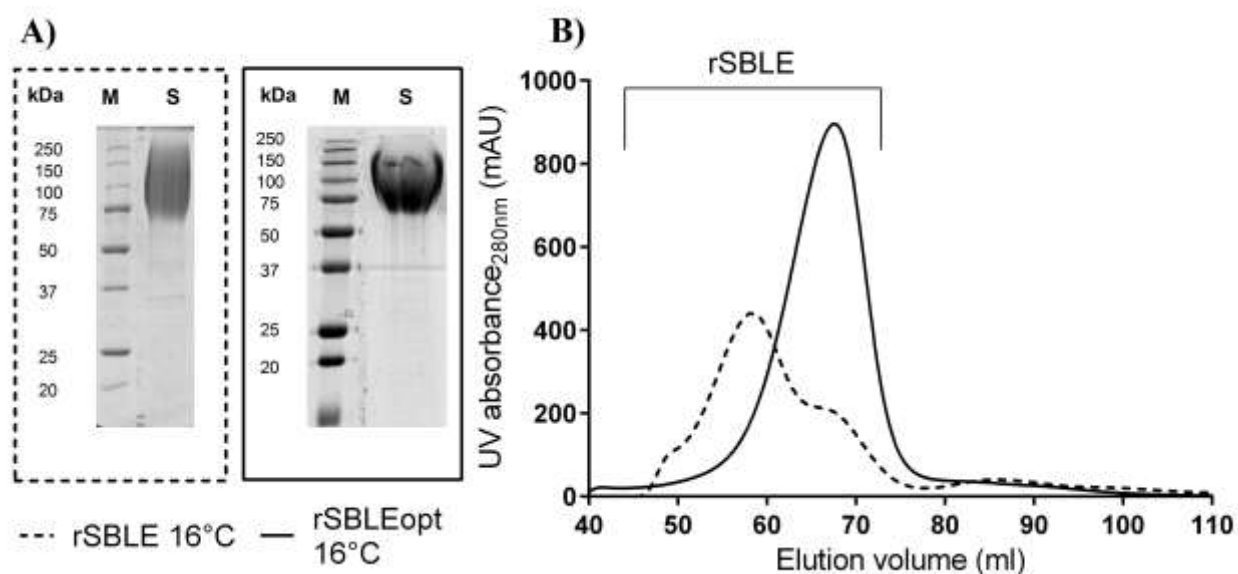 A)
kDa M S
250
150
100
75
50
37
25
20
kDa M S
250
150
100
75
50
37
25
20
rSBLE 16°C
rSBLEopt
16°C
B)
rSBLE
UV absorbance280nm (mAU)
1000
800
600
400
200
0
40 50 60 70 80 90 100 110
Elution volume (ml)